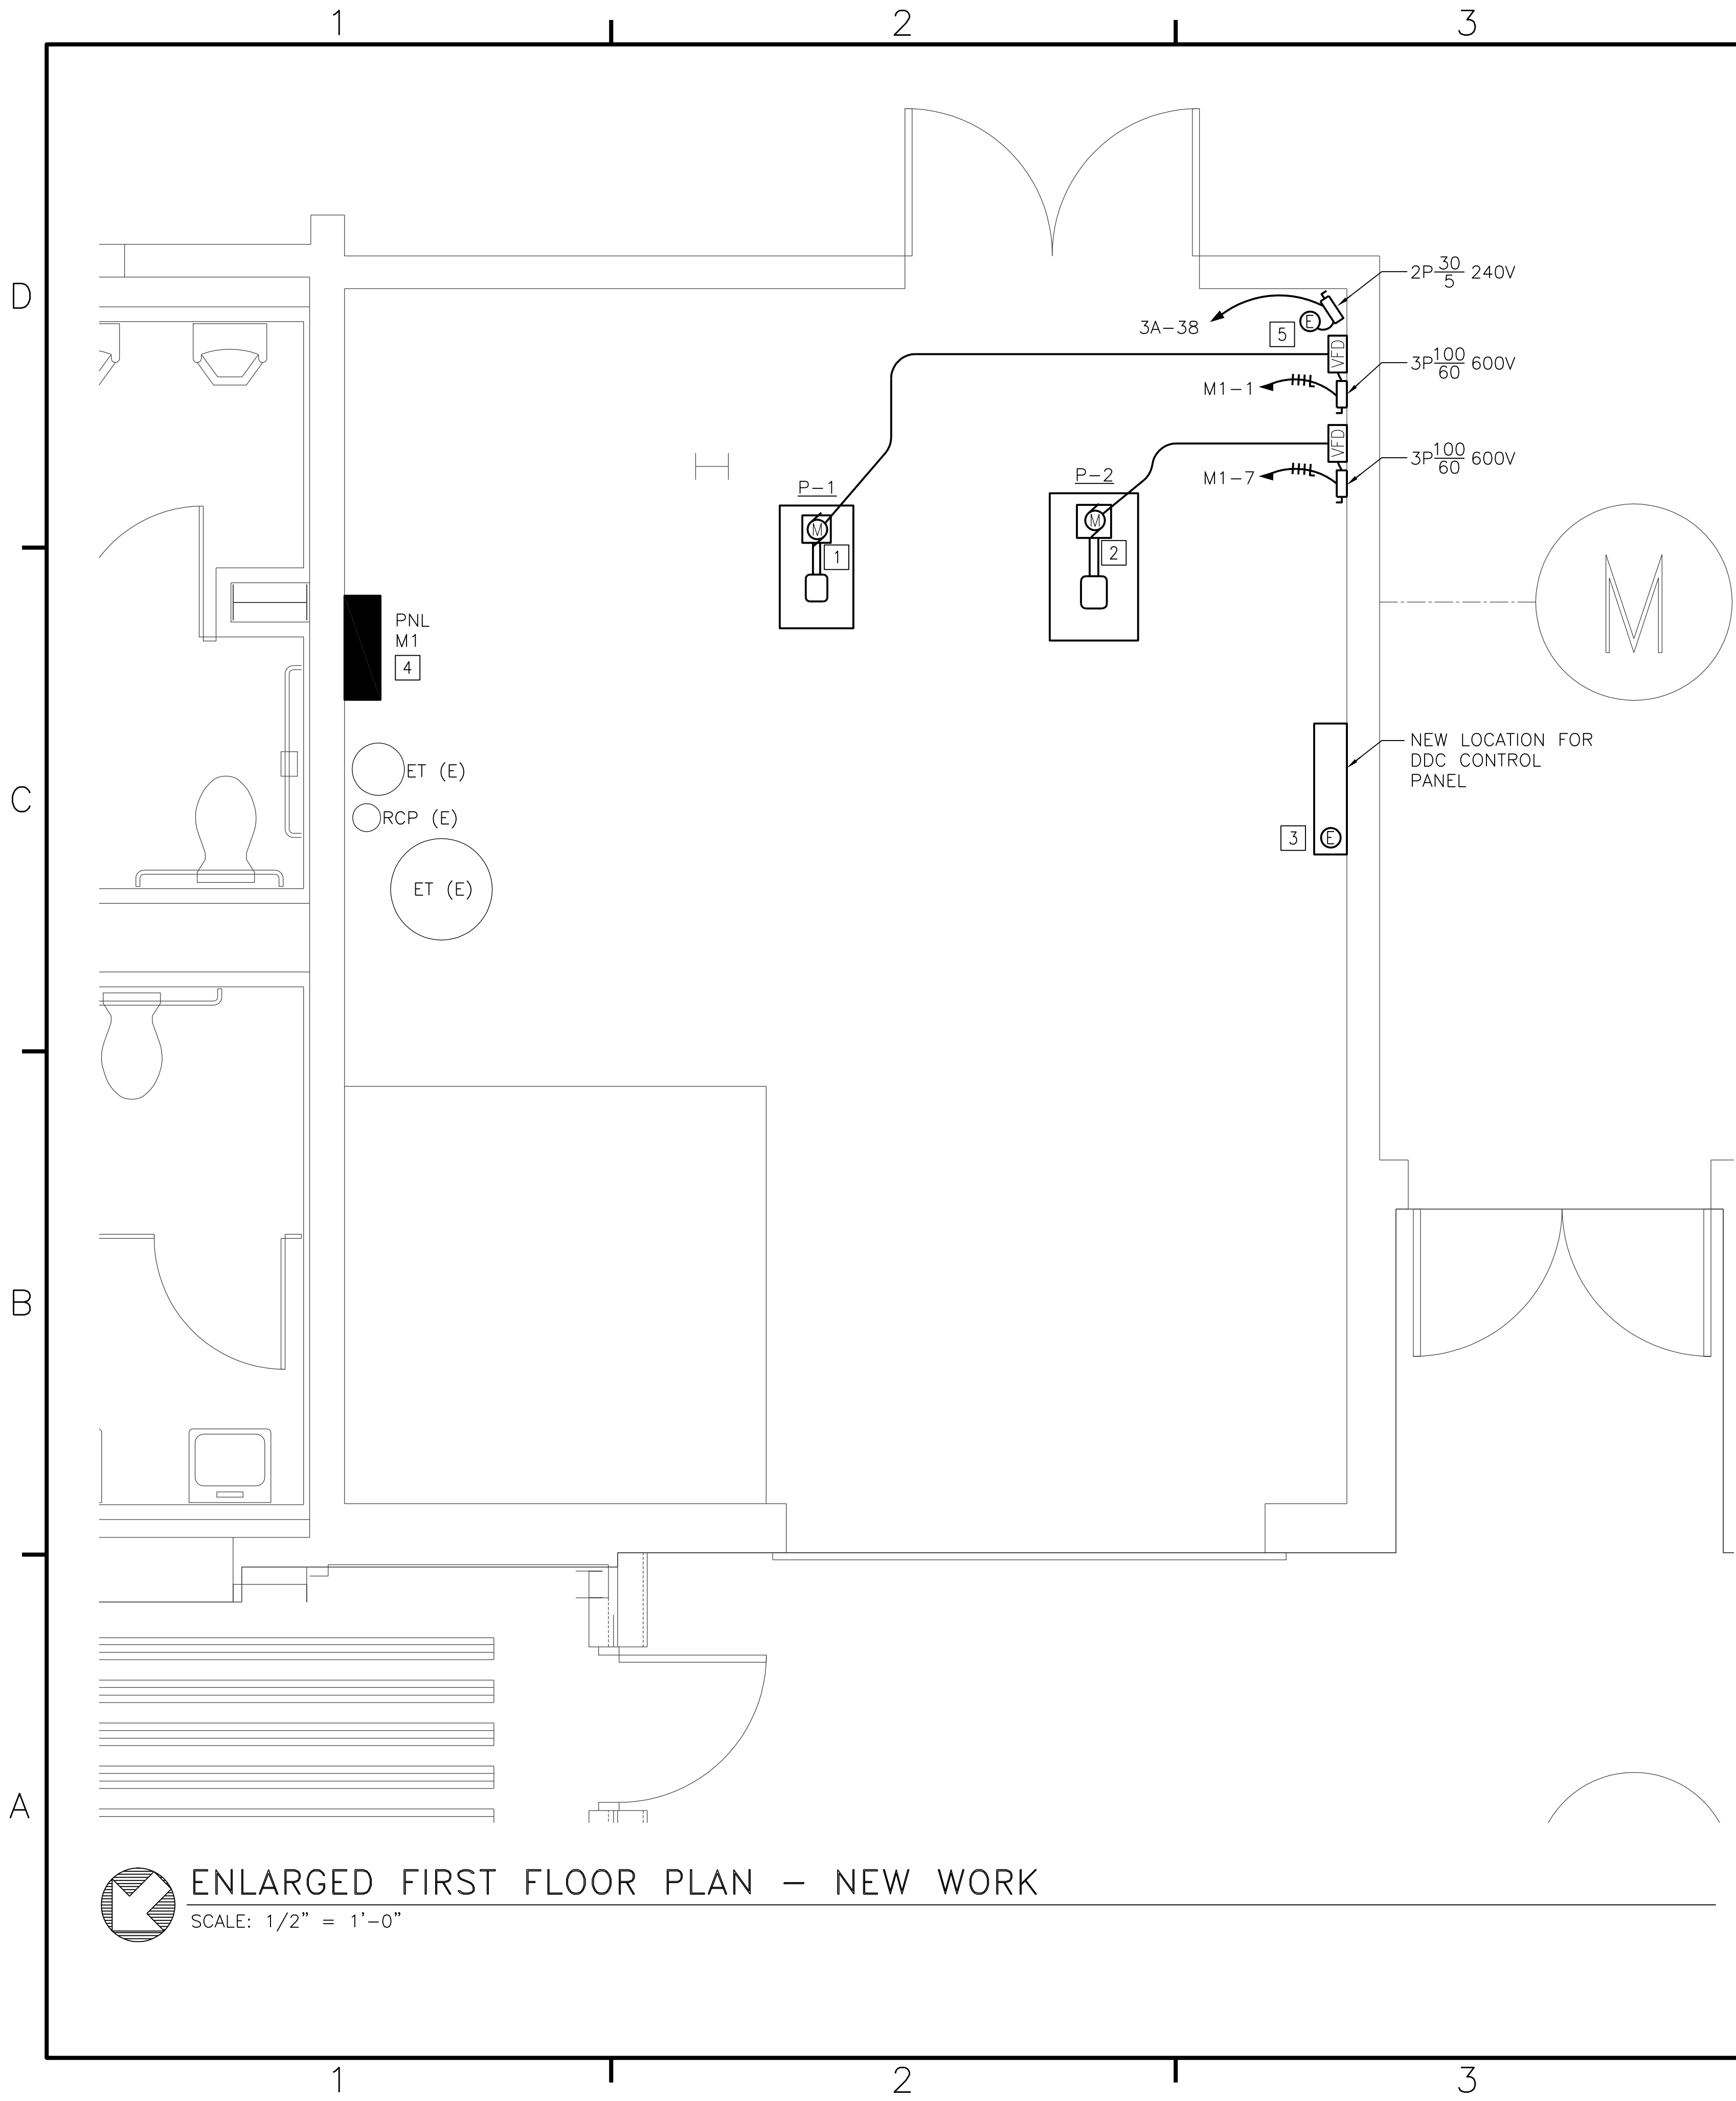 1 2 3
D
2P 30/5 240V
3A-38
5
E
VFD
3P 100/60 600V
M1-1
VFD
3P 100/60 600V
M1-7
P-1
M
1
P-2
M
2
M
PNL
M1
4
C
NEW LOCATION FOR
DDC CONTROL
PANEL
ET (E)
RCP (E)
3
E
ET (E)
B
A
ENLARGED FIRST FLOOR PLAN - NEW WORK
SCALE: 1/2" = 1'-0"
1 2 3